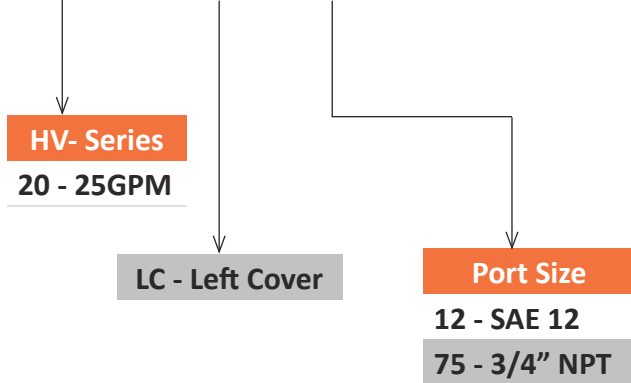 HV- Series
20 - 25GPM
LC - Left Cover
Port Size
12 - SAE 12
75 - 3/4” NPT